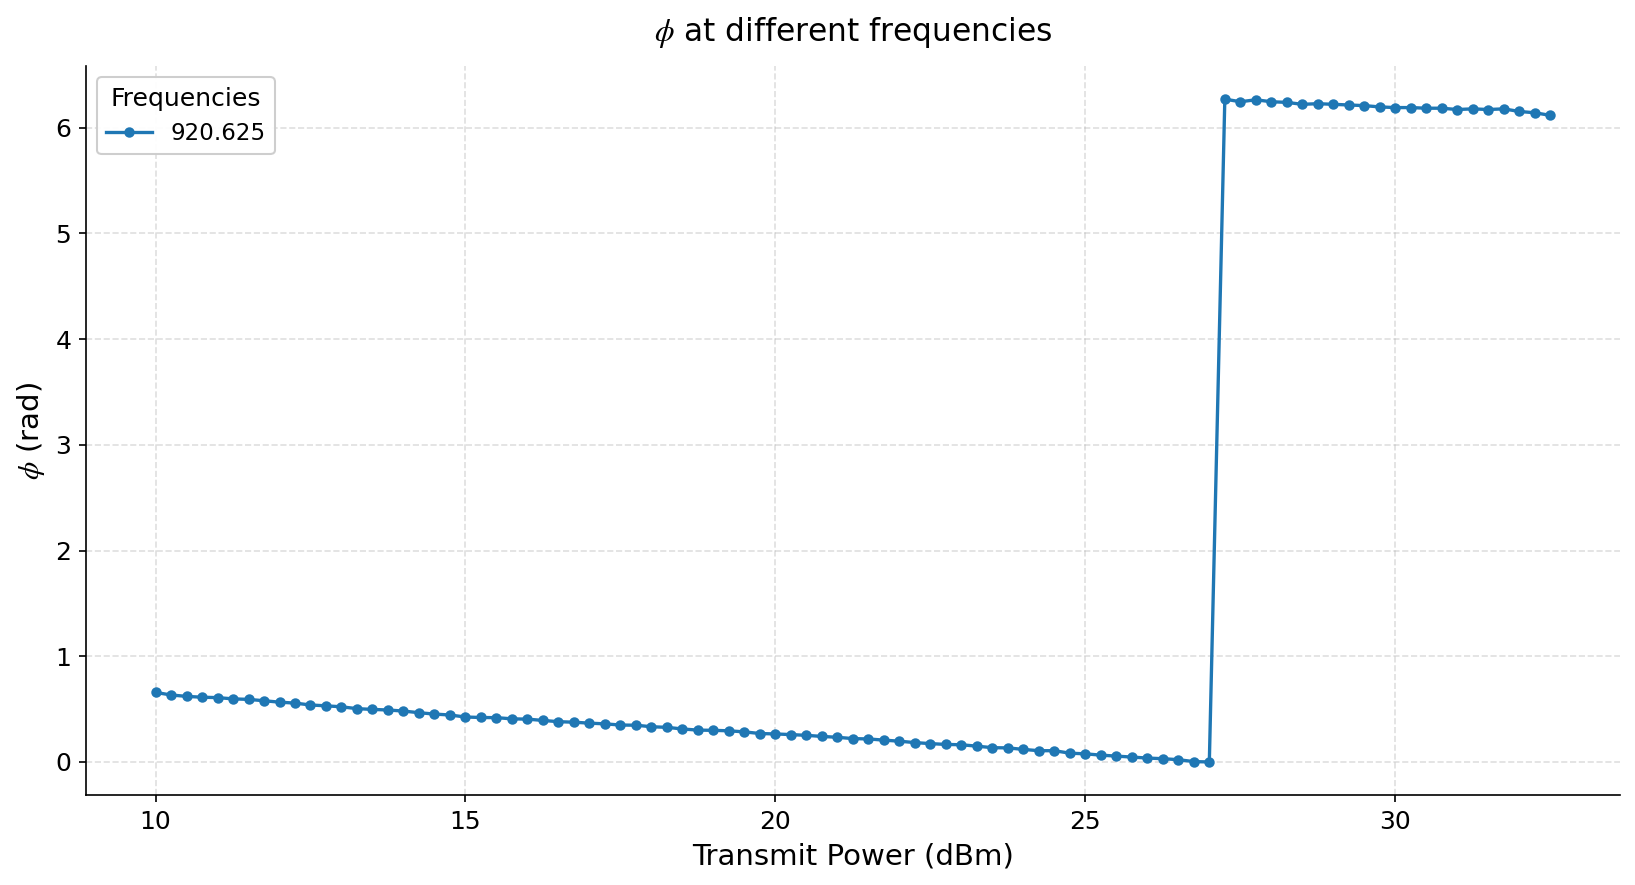 ϕ at different frequencies
Frequencies
920.625
ϕ (rad)
6
5
4
3
2
1
0
10 15 20 25 30
Transmit Power (dBm)